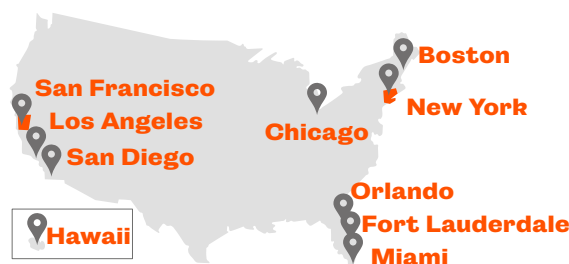 Boston
San Francisco
New York
Los Angeles
Chicago
San Diego
Orlando
Fort Lauderdale
Hawaii
Miami